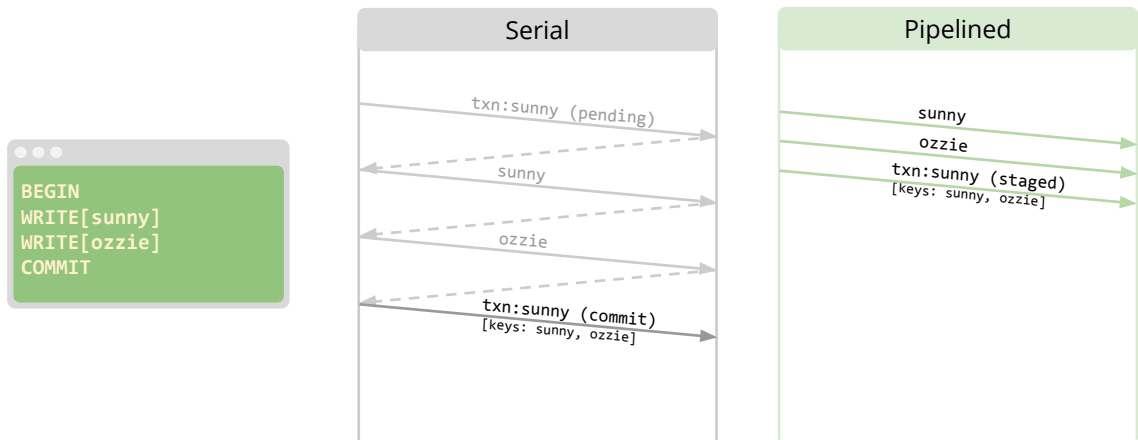 BEGIN
WRITE[sunny]
WRITE[ozzie]
COMMIT
Serial
txn:sunny (pending)
sunny
ozzie
txn:sunny (commit)
[keys: sunny, ozzie]
Pipelined
sunny
ozzie
txn:sunny (staged)
[keys: sunny, ozzie]